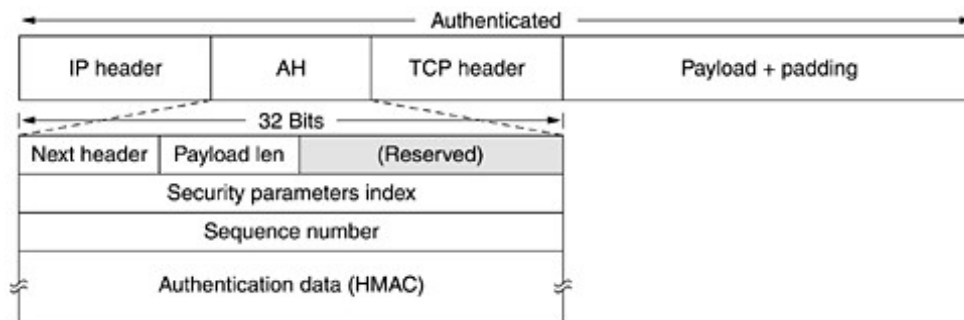 Authenticated
IP header AH TCP header Payload + padding
32 Bits
Next header Payload len (Reserved)
Security parameters index
Sequence number
Authentication data (HMAC)